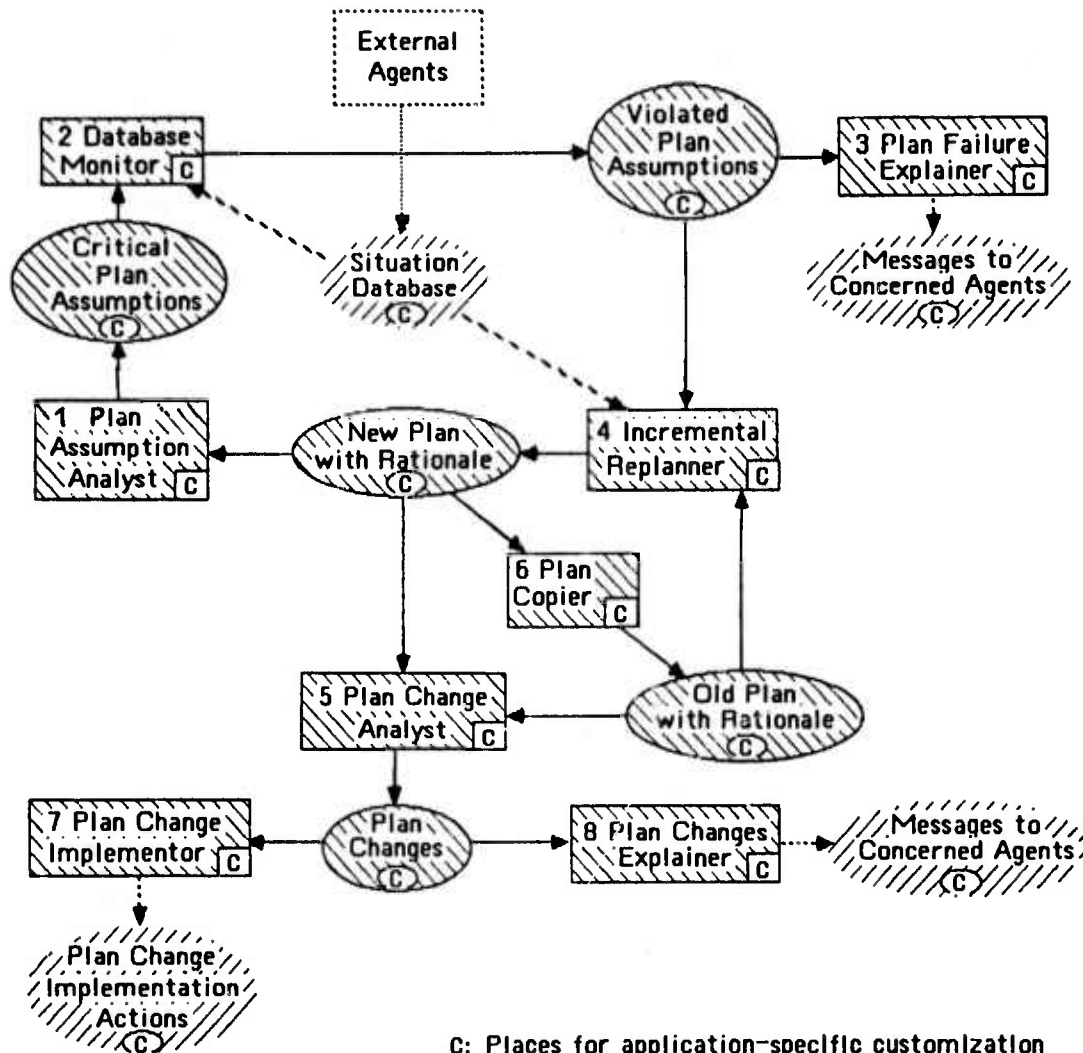 External
Agents
2 Database
Monitor
C
Violated
Plan
Assumptions
C
3 Plan Failure
Explainer
C
Critical
Plan
Assumptions
C
Situation
Database
C
Messages to
Concerned Agents
C
1 Plan
Assumption
Analyst
C
New Plan
with Rationale
C
4 Incremental
Replanner
C
6 Plan
Copier
C
5 Plan Change
Analyst
C
Old Plan
with Rationale
C
7 Plan Change
Implementor
C
Plan
Changes
C
8 Plan Changes
Explainer
C
Messages to
Concerned Agents
C
Plan Change
Implementation
Actions
C
C: Places for application-specific customization